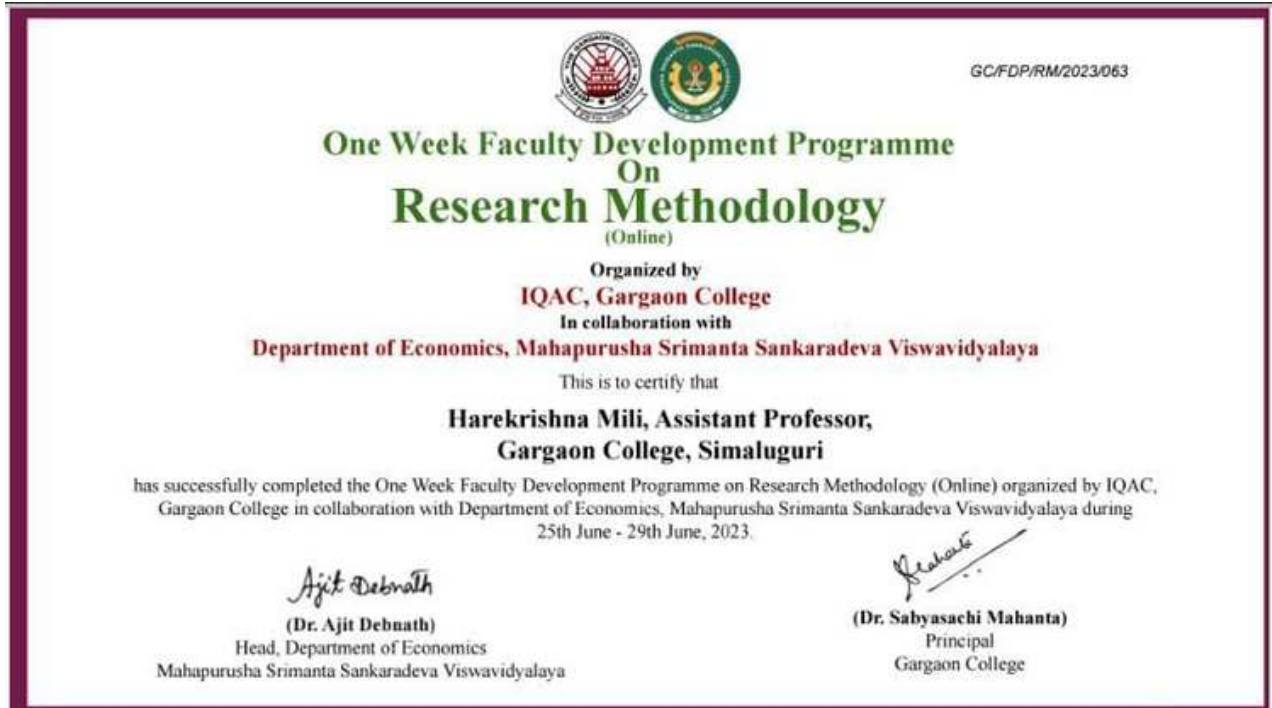 GC/FDP/RM/2023/063
One Week Faculty Development Programme
On
Research Methodology
(Online)
Organized by
IQAC, Gargaon College
In collaboration with
Department of Economics, Mahapurusha Srimanta Sankaradeva Viswavidyalaya
This is to certify that
Harekrishna Mili, Assistant Professor,
Gargaon College, Simaluguri
has successfully completed the One Week Faculty Development Programme on Research Methodology (Online) organized by IQAC,
Gargaon College in collaboration with Department of Economics, Mahapurusha Srimanta Sankaradeva Viswavidyalaya during
25th June - 29th June, 2023.
Ajit Debnath
(Dr. Ajit Debnath)
Head, Department of Economics
Mahapurusha Srimanta Sankaradeva Viswavidyalaya
(Dr. Sabyasachi Mahanta)
Principal
Gargaon College